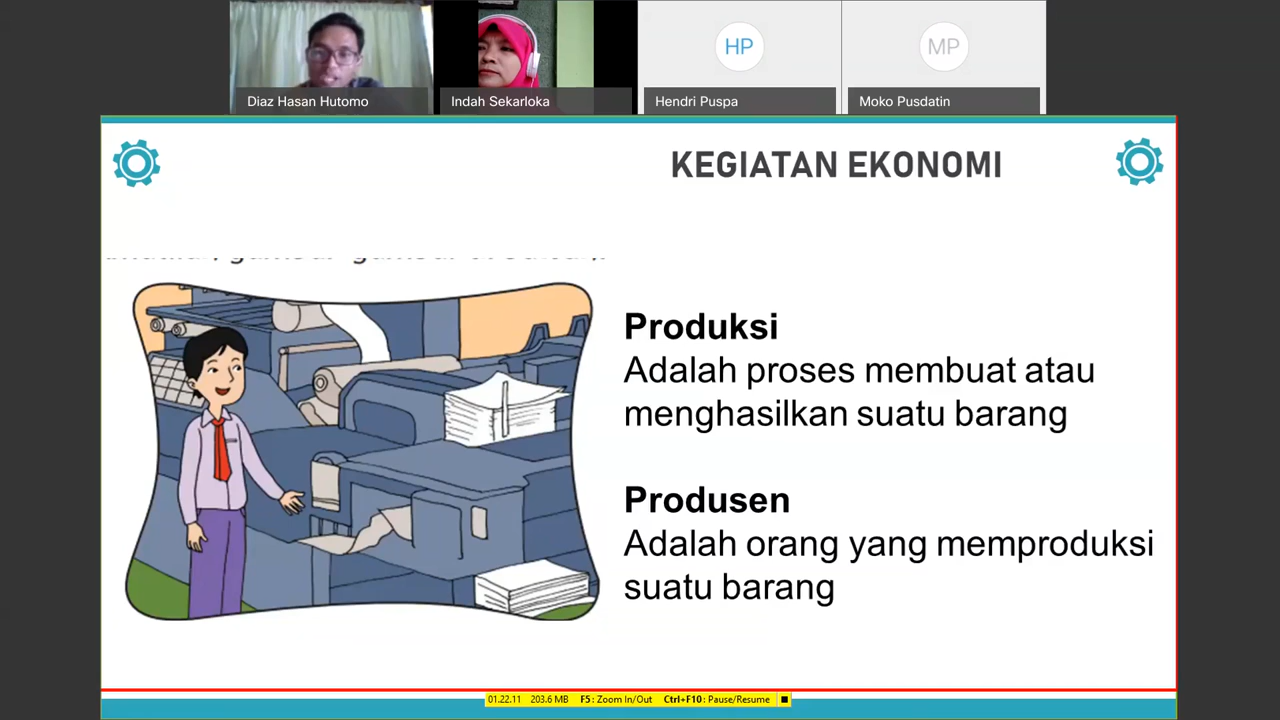 HP
MP
Diaz Hasan Hutomo
Indah Sekarloka
Hendri Puspa
Moko Pusdatin
KEGIATAN EKONOMI
Produksi
Adalah proses membuat atau
menghasilkan suatu barang
Produsen
Adalah orang yang memproduksi
suatu barang
01.22.11 203.6 MB F5 : Zoom In/Out Ctrl+F10 : Pause/Resume